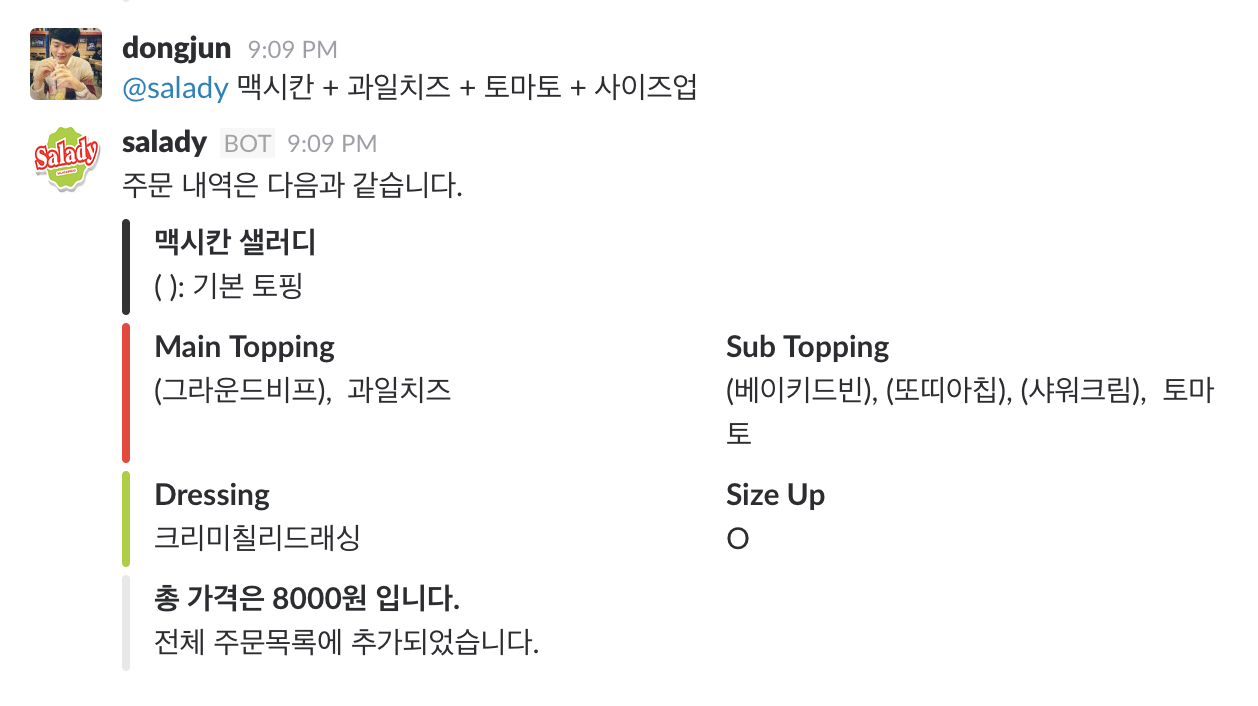 dongjun 9:09 PM
@salady 맥시칸 + 과일치즈 + 토마토 + 사이즈업
Salady
salady BOT 9:09 PM
주문 내역은 다음과 같습니다.
맥시칸 샐러디
( ): 기본 토핑
Main Topping
(그라운드비프), 과일치즈
Sub Topping
(베이키드빈), (또띠아칩), (샤워크림), 토마
토
Dressing
크리미칠리드래싱
Size Up
O
총 가격은 8000원 입니다.
전체 주문목록에 추가되었습니다.